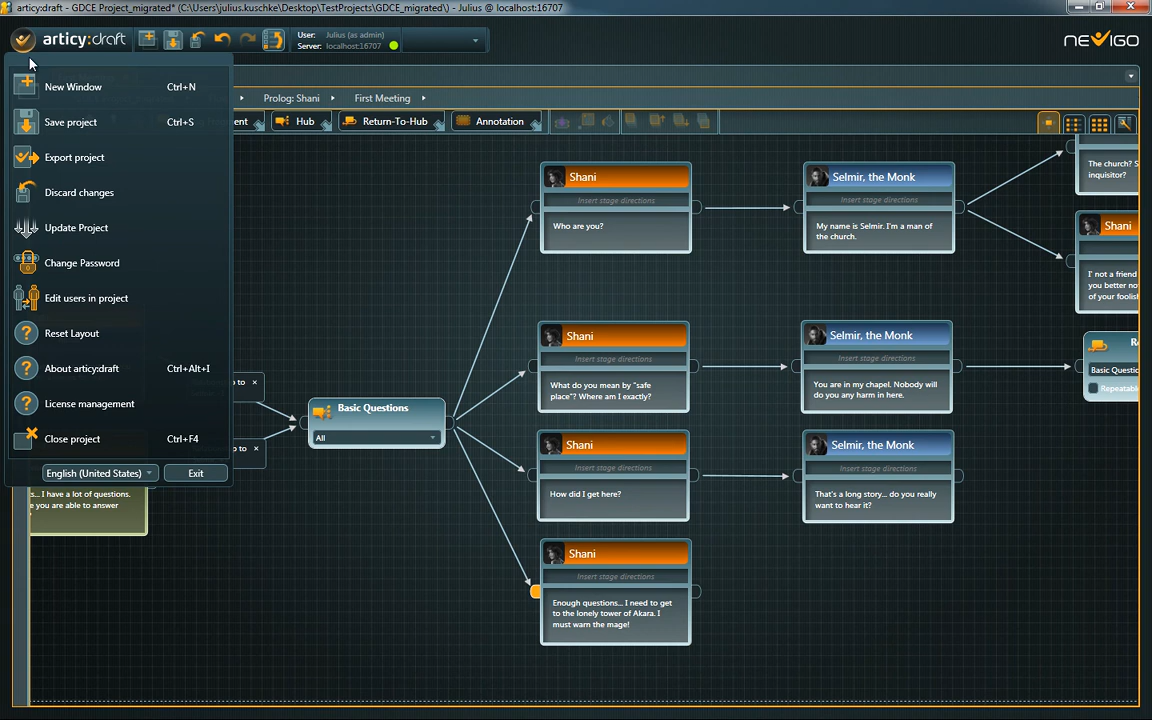 articy:draft - GDCE Project_migrated* (C:\Users\julius.kuschke\Desktop\TestProjects\GDCE_migrated\) - Julius @ localhost:16707
articy:draft
User: Julius (as admin)
Server: localhost:16707
nevigo
New Window Ctrl+N
Save project Ctrl+S
Export project
Discard changes
Update Project
Change Password
Edit users in project
Reset Layout
About articy:draft Ctrl+Alt+I
License management
Close project Ctrl+F4
English (United States) Exit
Prolog: Shani First Meeting
Hub Return-To-Hub Annotation
Shani
Insert stage directions
Who are you?
Selmir, the Monk
Insert stage directions
My name is Selmir. I'm a man of
the church.
The church? S
inquisitor?
Shani
I' not a friend
you better no
of your foolis
Shani
Insert stage directions
What do you mean by "safe
place"? Where am I exactly?
Selmir, the Monk
Insert stage directions
You are in my chapel. Nobody will
do you any harm in here.
Basic Questio
Repeatabl
to
Basic Questions
All
to
Shani
Insert stage directions
How did I get here?
Selmir, the Monk
Insert stage directions
That's a long story... do you really
want to hear it?
s... I have a lot of questions.
e you are able to answer
Shani
Insert stage directions
Enough questions... I need to get
to the lonely tower of Akara. I
must warn the mage!